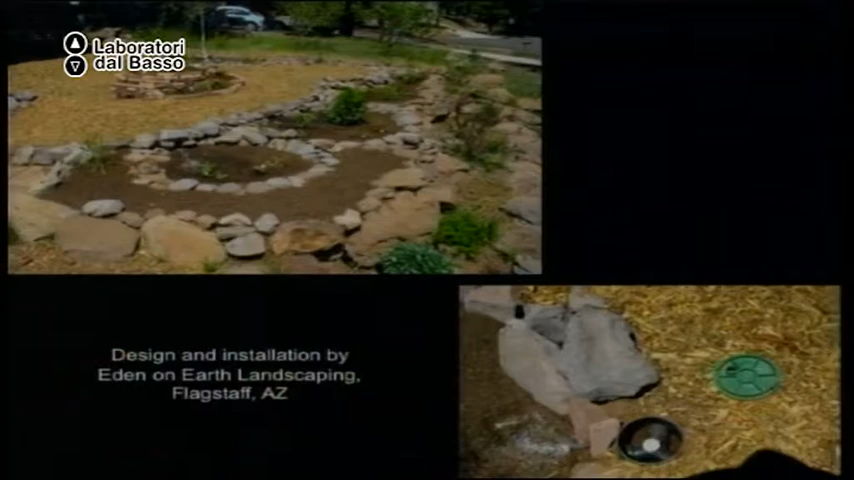 Laboratori
dal Basso
Design and installation by
Eden on Earth Landscaping,
Flagstaff, AZ